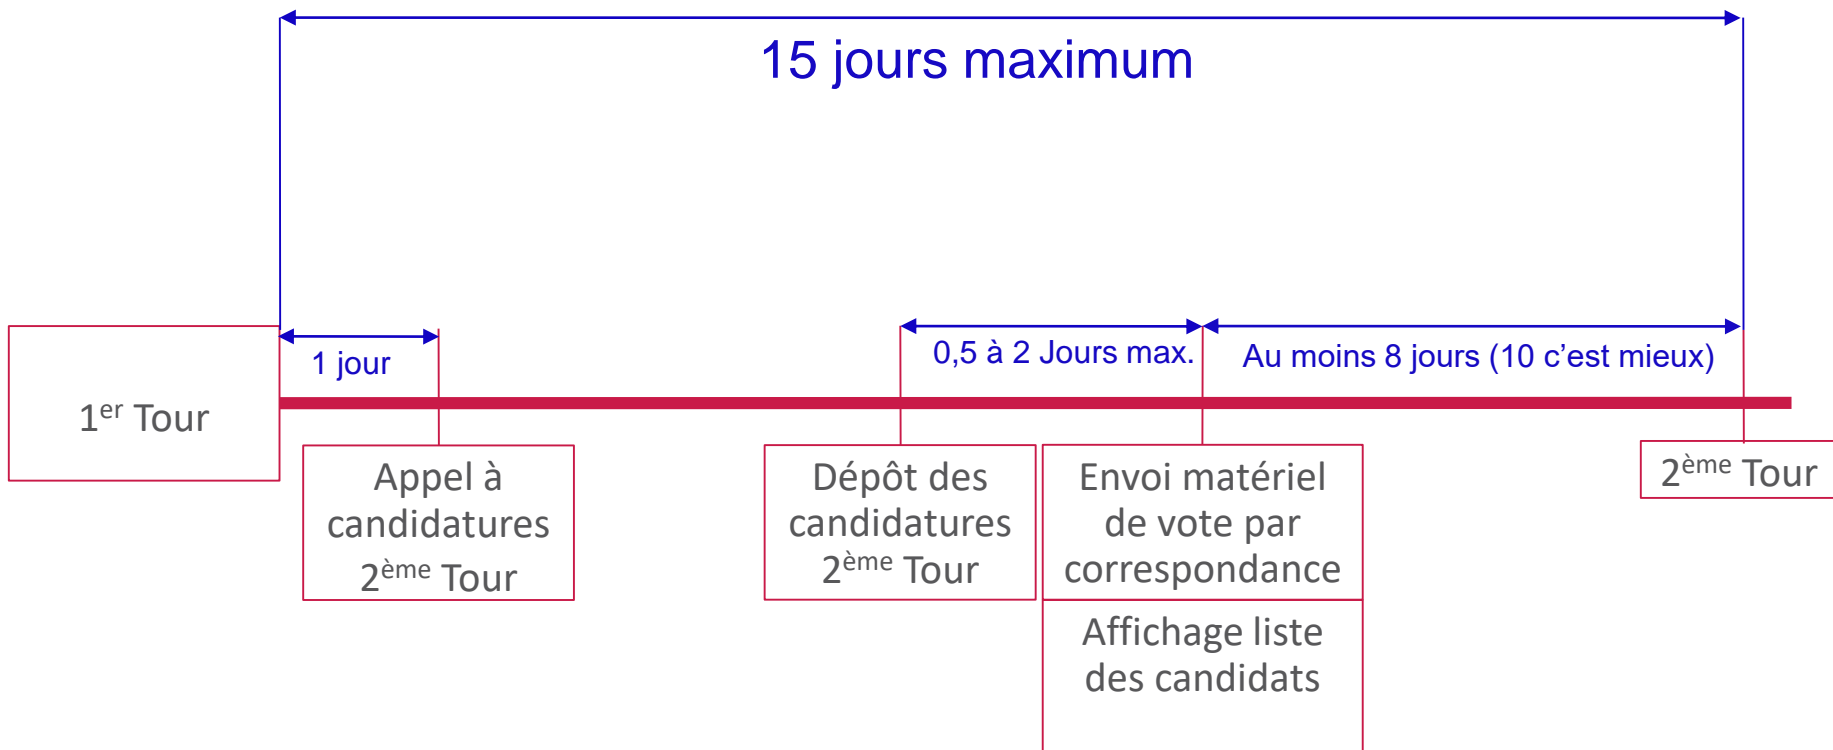 15 jours maximum
1 jour
0,5 à 2 Jours max.
Au moins 8 jours (10 c’est mieux)
1er Tour
Appel à
candidatures
2ème Tour
Dépôt des
candidatures
2ème Tour
Envoi matériel
de vote par
correspondance
Affichage liste
des candidats
2ème Tour